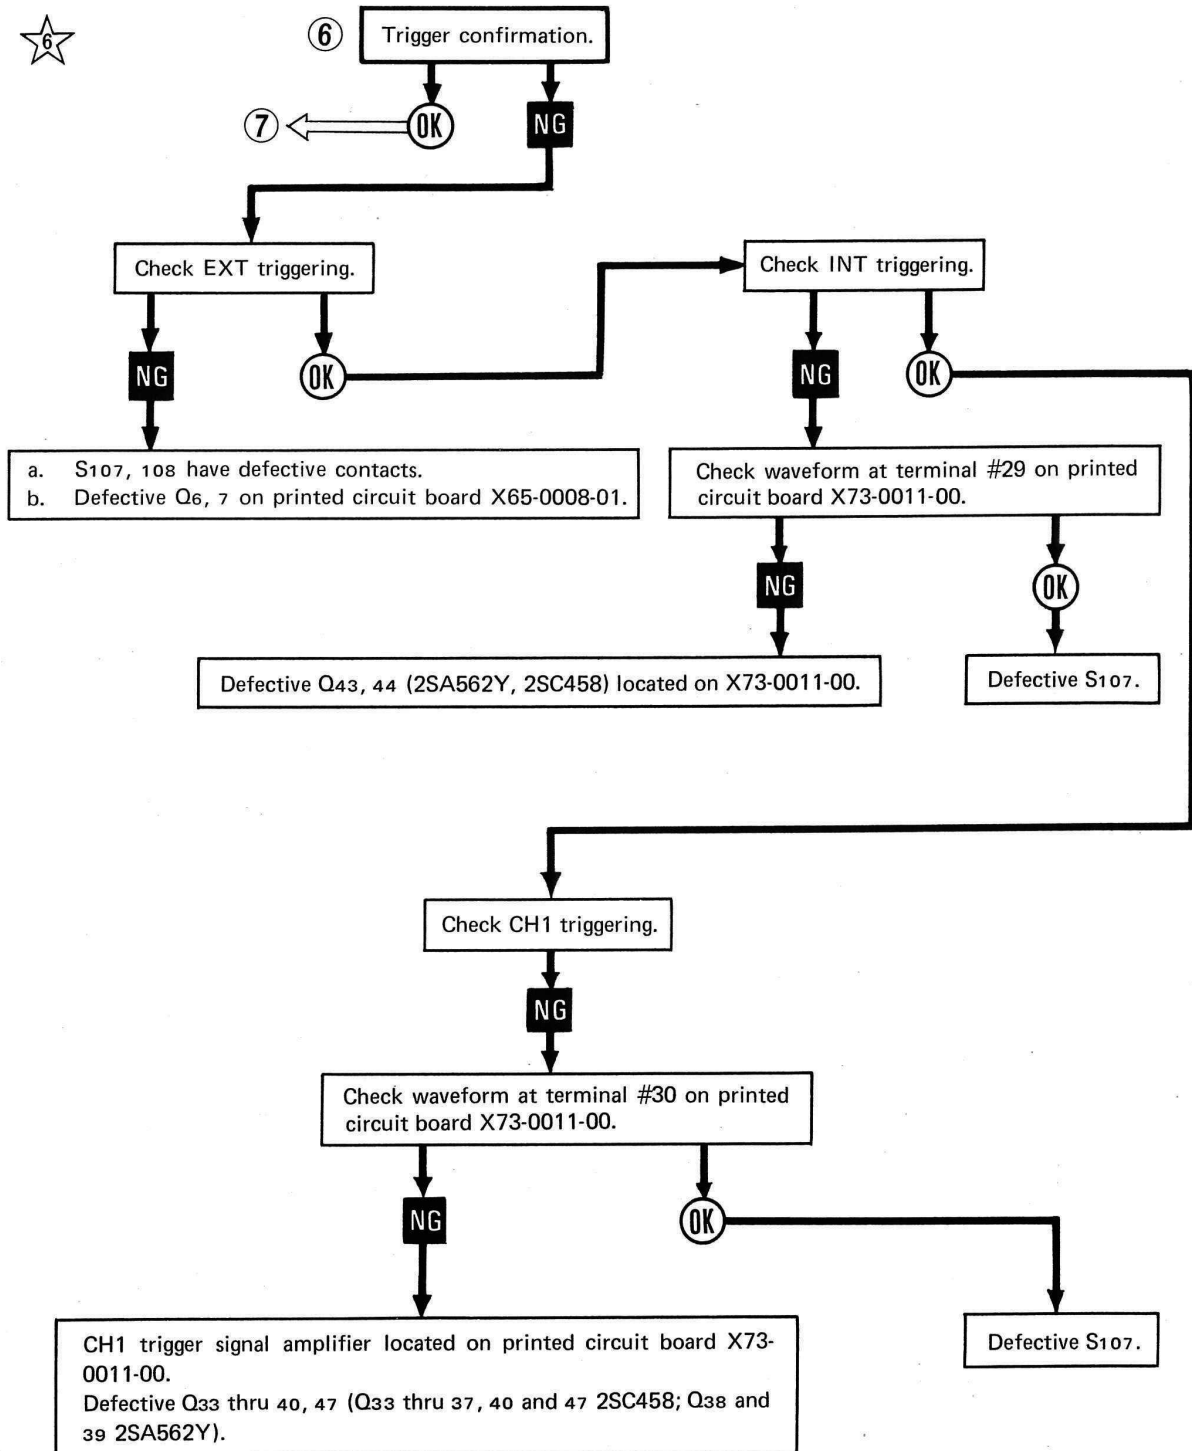 6
⑥ Trigger confirmation.
⑦ OK NG
Check EXT triggering.
Check INT triggering.
NG OK
NG OK
a. S107, 108 have defective contacts.
b. Defective Q6, 7 on printed circuit board X65-0008-01.
Check waveform at terminal #29 on printed
circuit board X73-0011-00.
NG OK
Defective Q43, 44 (2SA562Y, 2SC458) located on X73-0011-00.
Defective S107.
Check CH1 triggering.
NG
Check waveform at terminal #30 on printed
circuit board X73-0011-00.
NG OK
CH1 trigger signal amplifier located on printed circuit board X73-
0011-00.
Defective Q33 thru 40, 47 (Q33 thru 37, 40 and 47 2SC458; Q38 and
39 2SA562Y).
Defective S107.